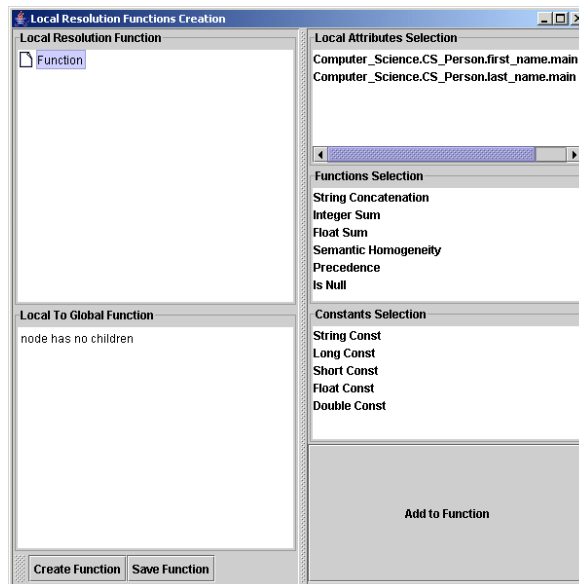 Local Resolution Functions Creation
Local Resolution Function
Function
Local To Global Function
node has no children
Create Function
Save Function
Local Attributes Selection
Computer_Science.CS_Person.first_name.main
Computer_Science.CS_Person.last_name.main
Functions Selection
String Concatenation
Integer Sum
Float Sum
Semantic Homogeneity
Precedence
Is Null
Constants Selection
String Const
Long Const
Short Const
Float Const
Double Const
Add to Function